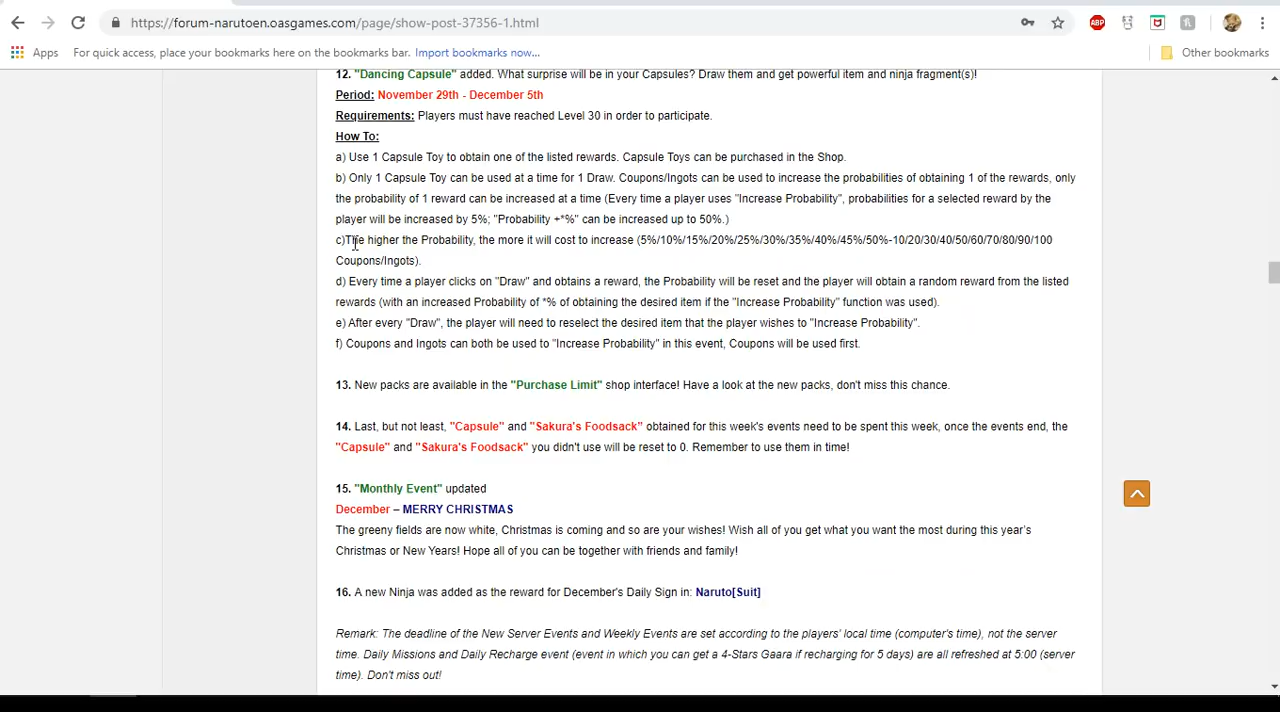 https://forum-narutoen.oasgames.com/page/show-post-37356-1.html
ABP
Apps
For quick access, place your bookmarks here on the bookmarks bar. Import bookmarks now...
Other bookmarks
12. "Dancing Capsule" added. What surprise will be in your Capsules? Draw them and get powerful item and ninja fragment(s)!
Period: November 29th - December 5th
Requirements: Players must have reached Level 30 in order to participate.
How To:
a) Use 1 Capsule Toy to obtain one of the listed rewards. Capsule Toys can be purchased in the Shop.
b) Only 1 Capsule Toy can be used at a time for 1 Draw. Coupons/Ingots can be used to increase the probabilities of obtaining 1 of the rewards, only
the probability of 1 reward can be increased at a time (Every time a player uses "Increase Probability", probabilities for a selected reward by the
player will be increased by 5%; "Probability +*%" can be increased up to 50%.)
c)The higher the Probability, the more it will cost to increase (5%/10%/15%/20%/25%/30%/35%/40%/45%/50%-10/20/30/40/50/60/70/80/90/100
Coupons/Ingots).
d) Every time a player clicks on "Draw" and obtains a reward, the Probability will be reset and the player will obtain a random reward from the listed
rewards (with an increased Probability of *% of obtaining the desired item if the "Increase Probability" function was used).
e) After every "Draw", the player will need to reselect the desired item that the player wishes to "Increase Probability".
f) Coupons and Ingots can both be used to "Increase Probability" in this event, Coupons will be used first.
13. New packs are available in the "Purchase Limit" shop interface! Have a look at the new packs, don't miss this chance.
14. Last, but not least, "Capsule" and "Sakura's Foodsack" obtained for this week's events need to be spent this week, once the events end, the
"Capsule" and "Sakura's Foodsack" you didn't use will be reset to 0. Remember to use them in time!
15. "Monthly Event" updated
December – MERRY CHRISTMAS
The greeny fields are now white, Christmas is coming and so are your wishes! Wish all of you get what you want the most during this year's
Christmas or New Years! Hope all of you can be together with friends and family!
16. A new Ninja was added as the reward for December's Daily Sign in: Naruto[Suit]
Remark: The deadline of the New Server Events and Weekly Events are set according to the players' local time (computer's time), not the server
time. Daily Missions and Daily Recharge event (event in which you can get a 4-Stars Gaara if recharging for 5 days) are all refreshed at 5:00 (server
time). Don't miss out!